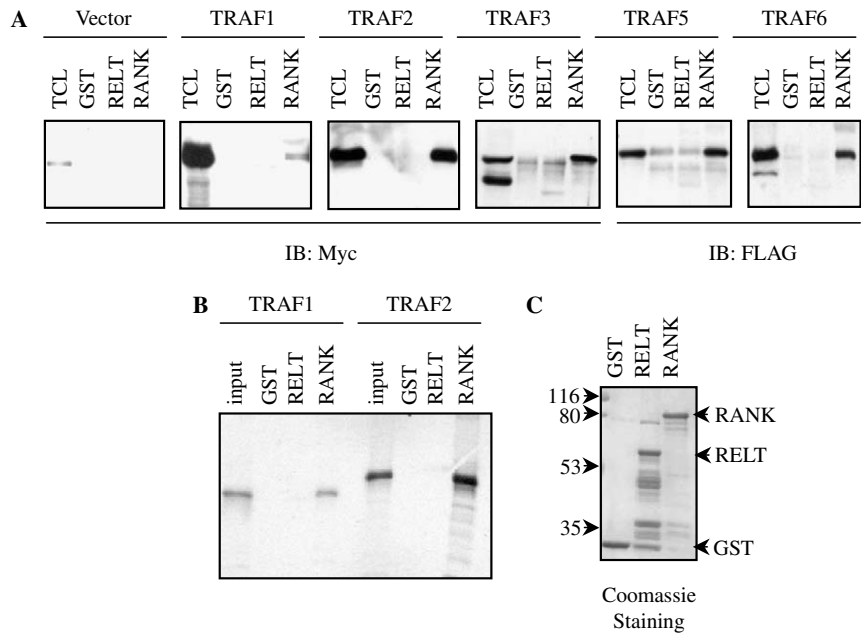 A
Vector TRAF1 TRAF2 TRAF3 TRAF5 TRAF6
TCL GST RELT RANK TCL GST RELT RANK TCL GST RELT RANK TCL GST RELT RANK TCL GST RELT RANK TCL GST RELT RANK
IB: Myc IB: FLAG
B
TRAF1 TRAF2
input GST RELT RANK input GST RELT RANK
C
GST RELT RANK
116
80 RANK
RELT
53
35
GST
Coomassie
Staining